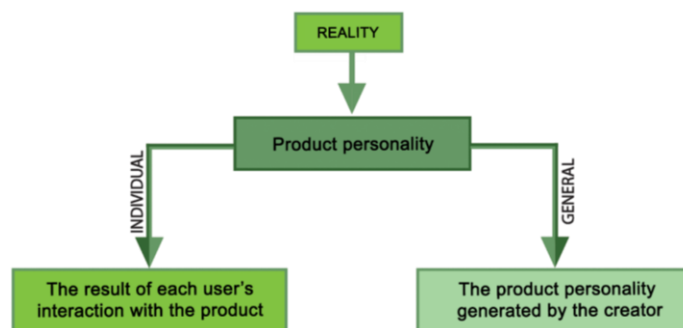 REALITY
Product personality
INDIVIDUAL
GENERAL
The result of each user's
interaction with the product
The product personality
generated by the creator